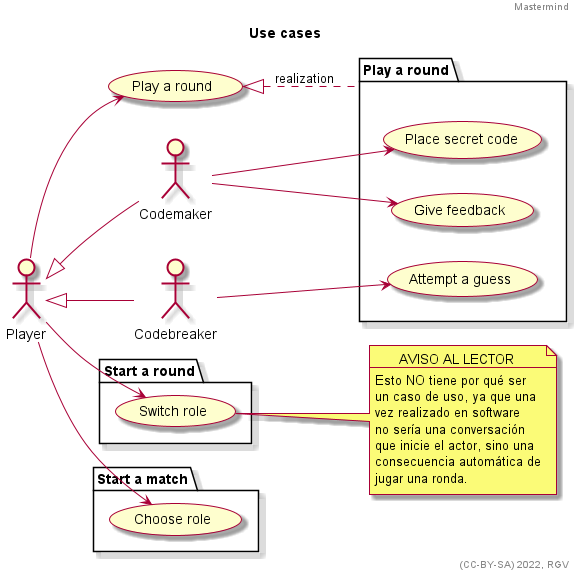 Mastermind
Use cases
Play a round
realization
Play a round
Place secret code
Codemaker
Give feedback
Attempt a guess
Player
Codebreaker
Start a round
Switch role
AVISO AL LECTOR
Esto NO tiene por qué ser
un caso de uso, ya que una
vez realizado en software
no sería una conversación
que inicie el actor, sino una
consecuencia automática de
jugar una ronda.
Start a match
Choose role
(CC-BY-SA) 2022, RGV